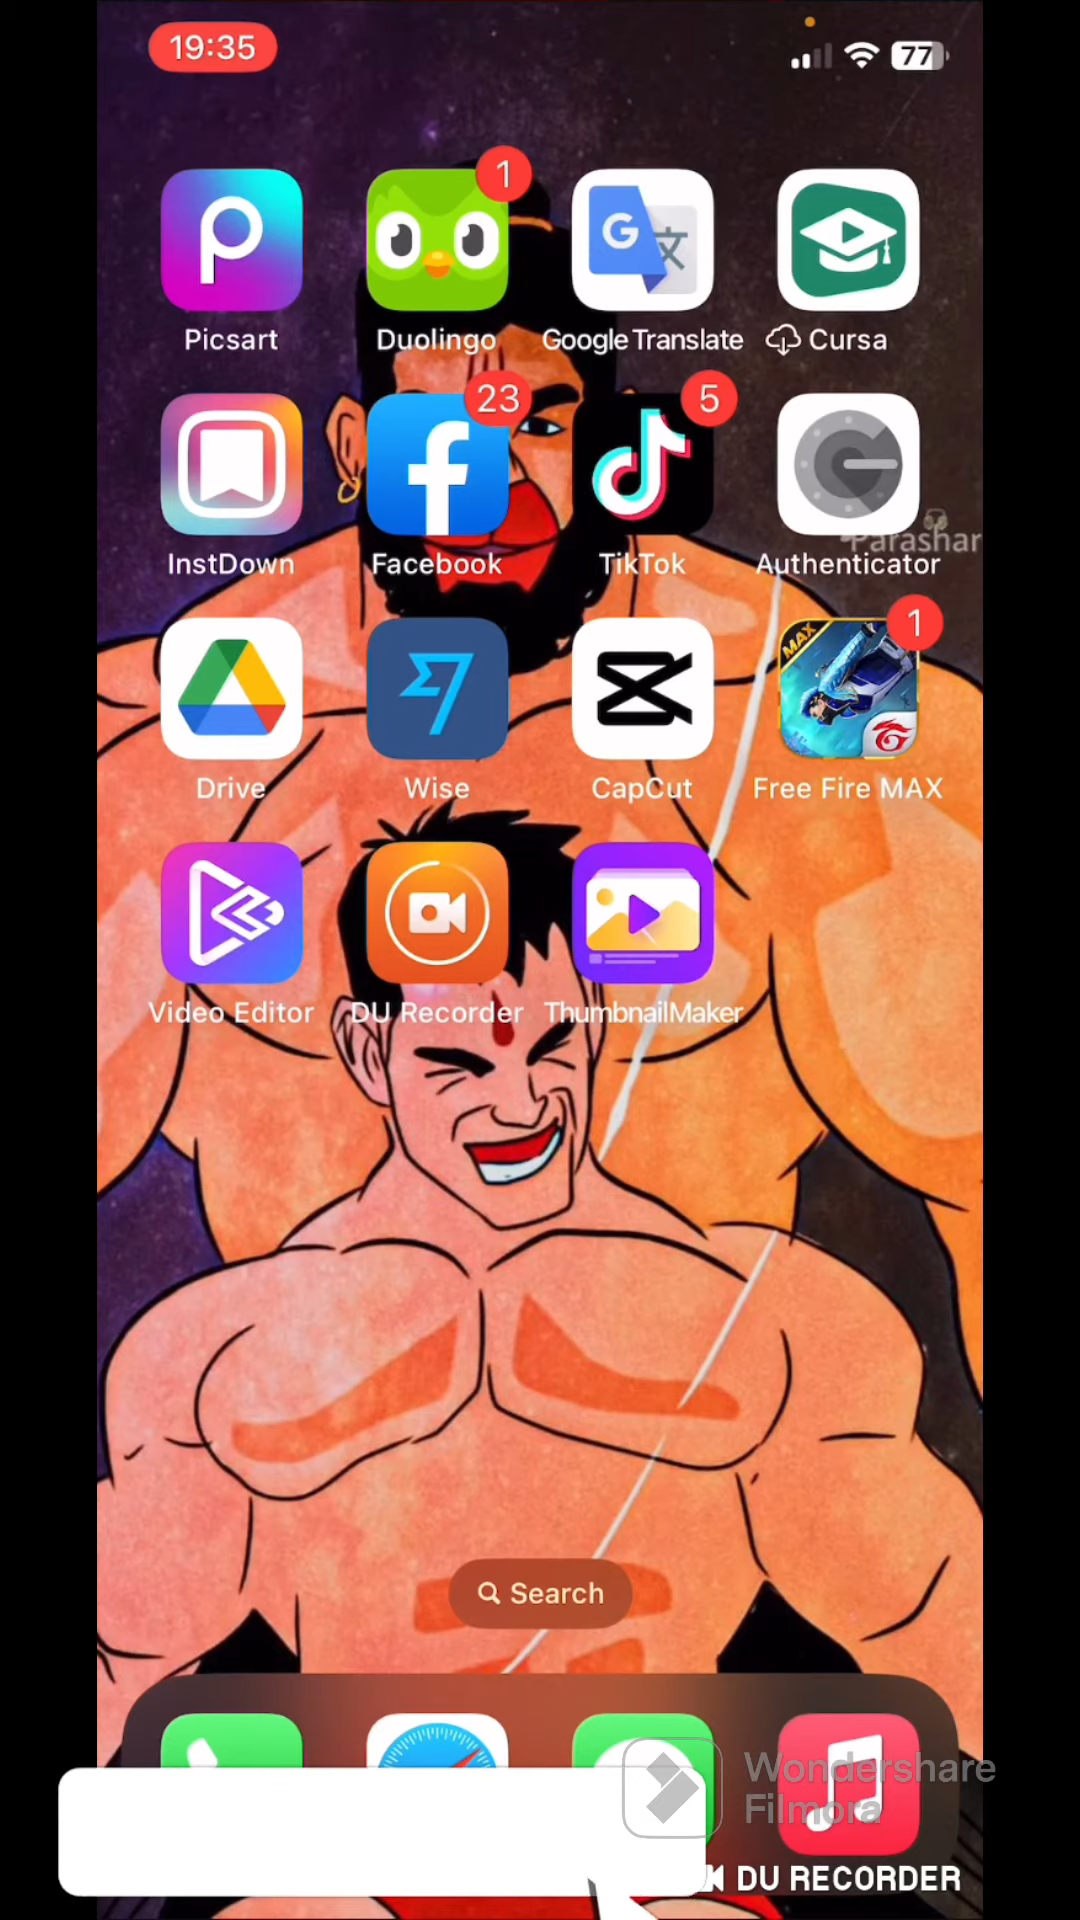 19:35
77
1
Picsart
Duolingo
Google Translate
Cursa
23
5
Parashar
InstDown
Facebook
TikTok
Authenticator
MAX
1
Drive
Wise
CapCut
Free Fire MAX
Video Editor
DU Recorder
ThumbnailMaker
Search
Wondershare
Filmora
DU RECORDER